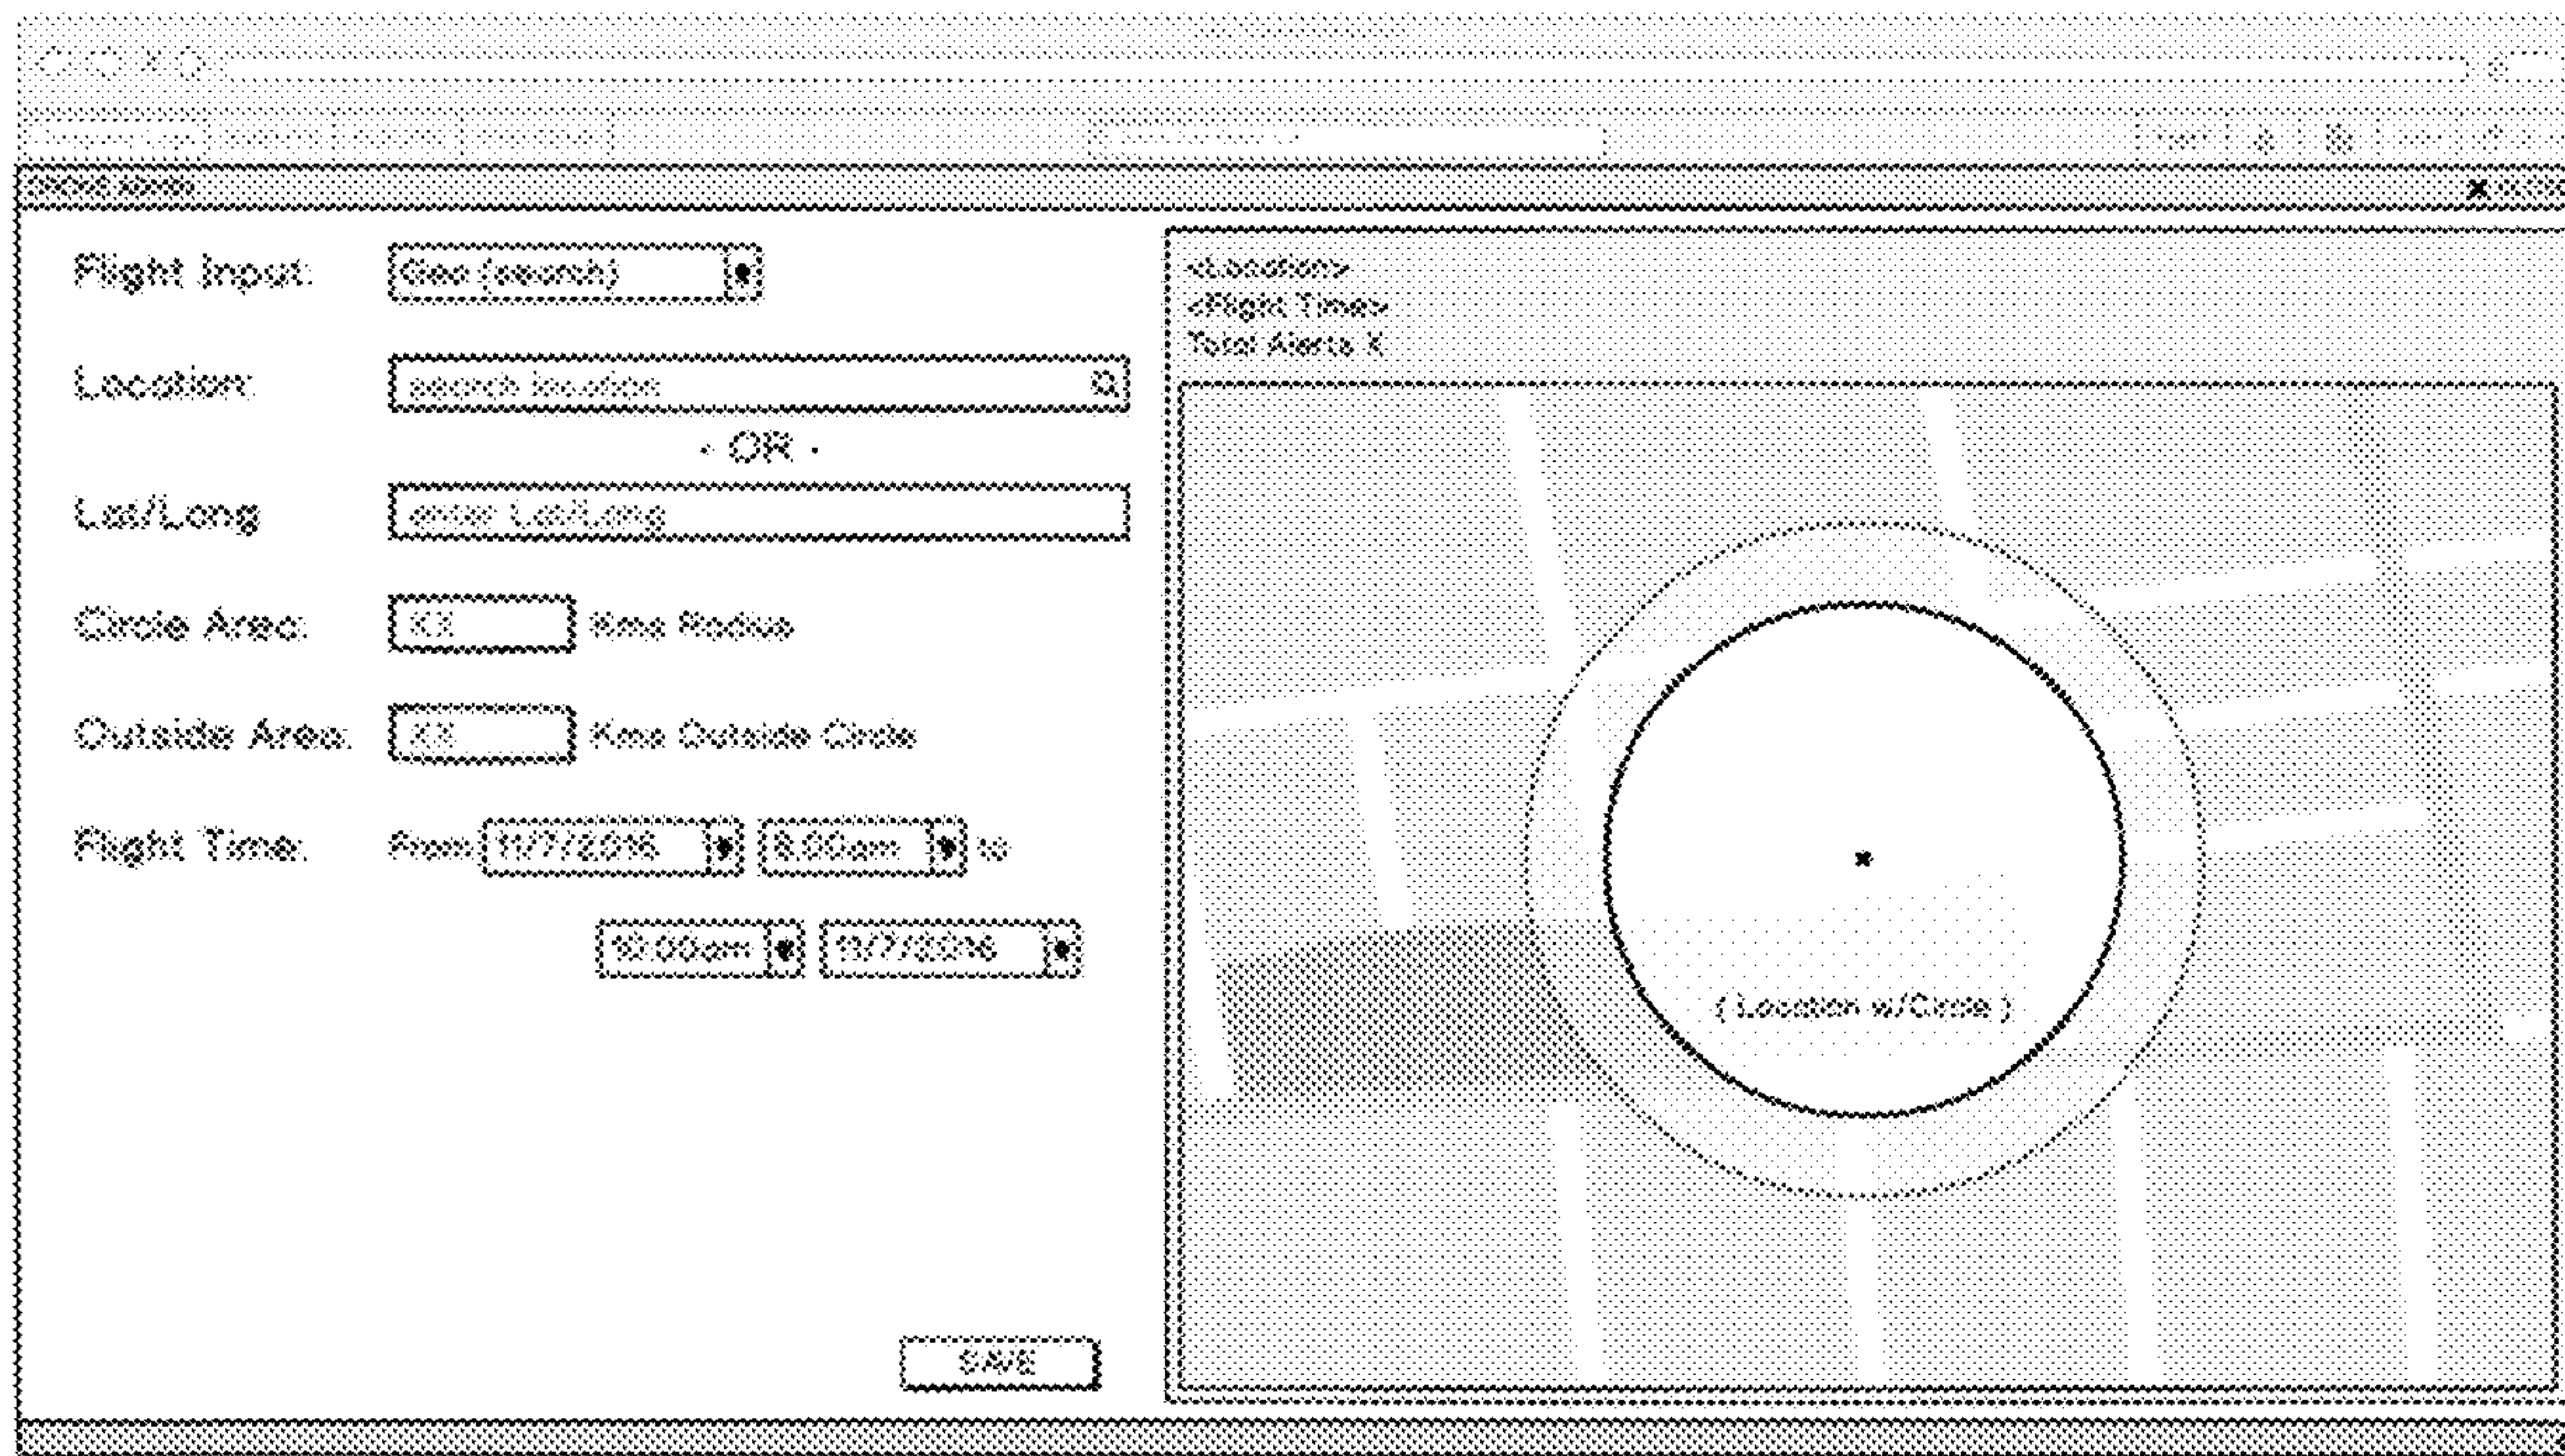 Flight Input:
Geo (search)
Location:
search location
- OR -
Lat/Long
enter Lat/Long
Circle Area:
XX
Kms Radius
Outside Area:
XX
Kms Outside Circle
Flight Time:
From 11/7/2016 8:00am to
10:00am 11/7/2016
SAVE
<Location>
<Flight Time>
Total Alerts X
( Location w/Circle )